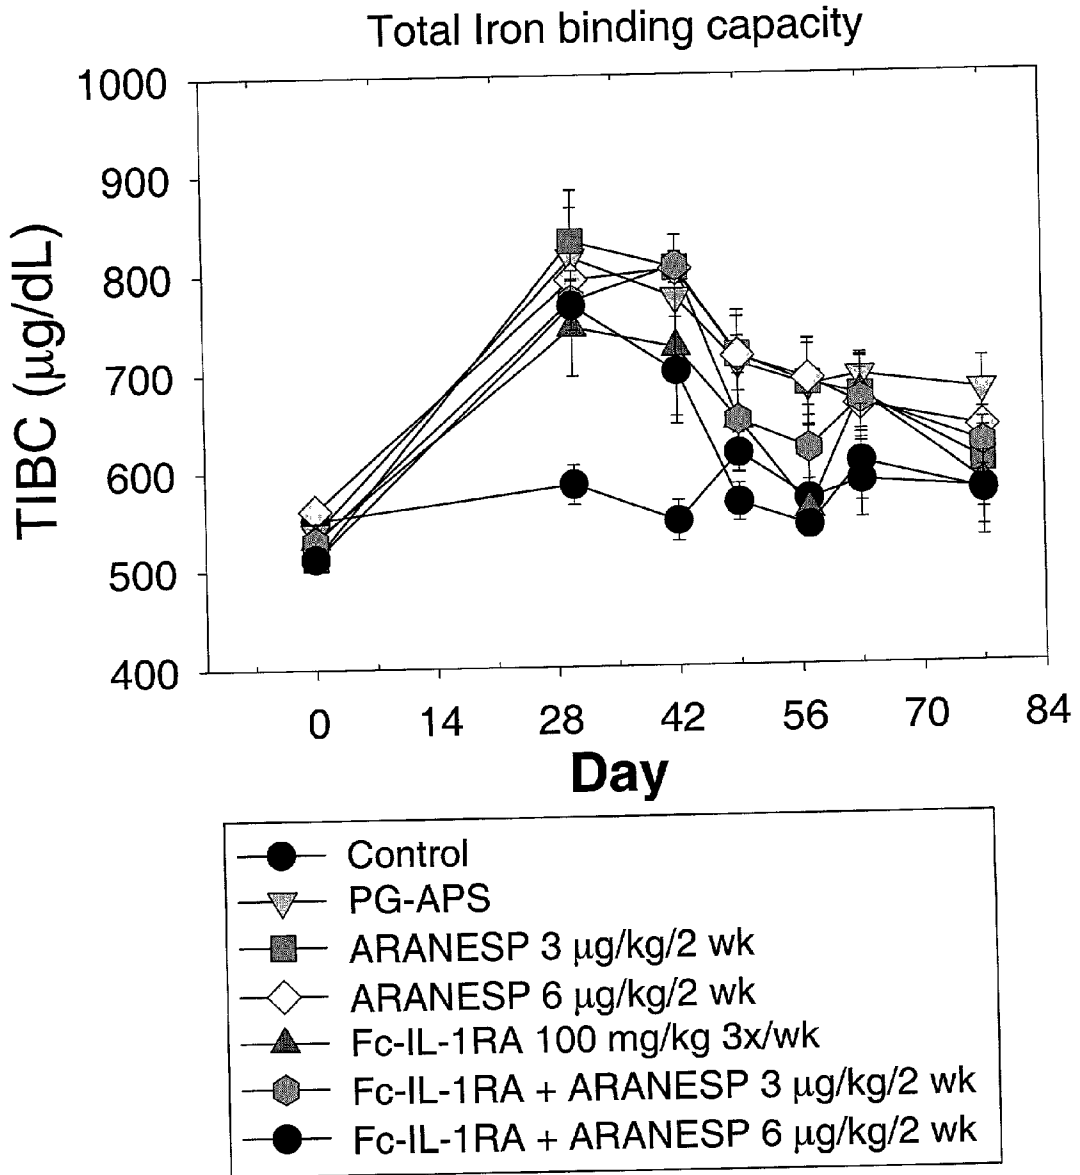 Total Iron binding capacity
TIBC (µg/dL)
1000
900
800
700
600
500
400
0 14 28 42 56 70 84
Day
Control
PG-APS
ARANESP 3 µg/kg/2 wk
ARANESP 6 µg/kg/2 wk
Fc-IL-1RA 100 mg/kg 3x/wk
Fc-IL-1RA + ARANESP 3 µg/kg/2 wk
Fc-IL-1RA + ARANESP 6 µg/kg/2 wk